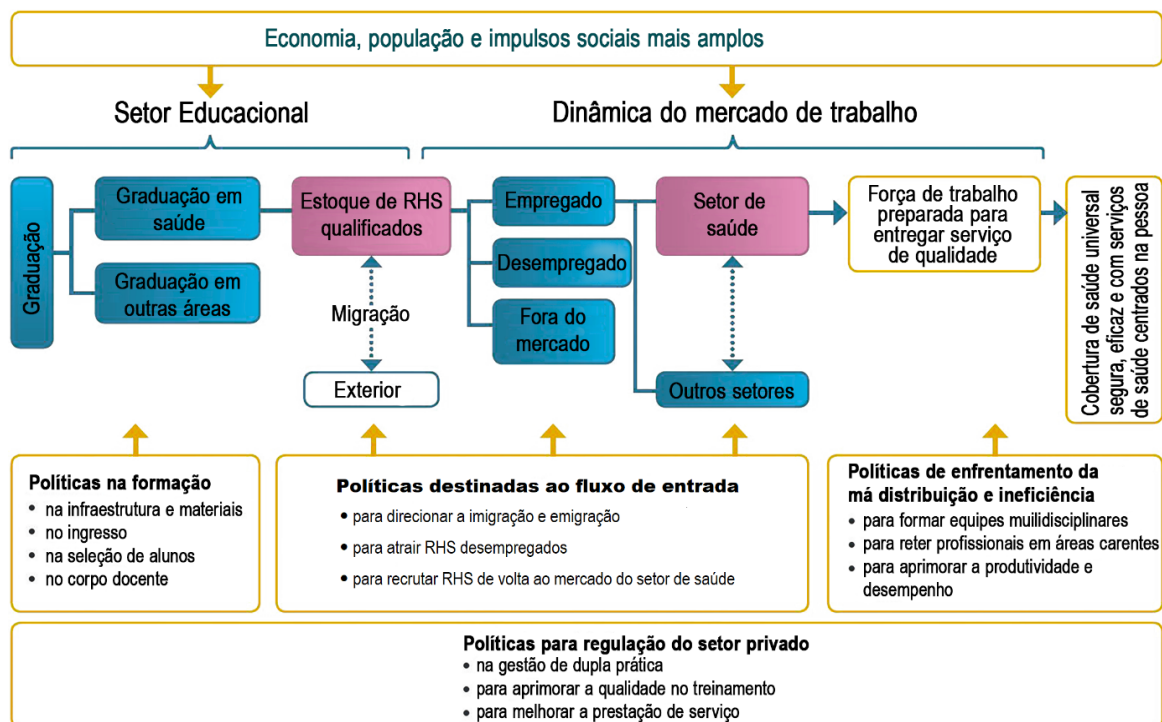 Economia, população e impulsos sociais mais amplos
Setor Educacional
Dinâmica do mercado de trabalho
Graduação
Graduação em
saúde
Graduação em
outras áreas
Estoque de RHS
qualificados
Migração
Exterior
Empregado
Desempregado
Fora do
mercado
Setor de
saúde
Outros setores
Força de trabalho
preparada para
entregar serviço
de qualidade
Cobertura de saúde universal
segura, eficaz e com serviços
de saúde centrados na pessoa
Políticas na formação
• na infraestrutura e materiais
• no ingresso
• na seleção de alunos
• no corpo docente
Políticas destinadas ao fluxo de entrada
• para direcionar a imigração e emigração
• para atrair RHS desempregados
• para recrutar RHS de volta ao mercado do setor de saúde
Políticas de enfrentamento da
má distribuição e ineficiência
• para formar equipes muilidisciplinares
• para reter profissionais em áreas carentes
• para aprimorar a produtividade e
desempenho
Políticas para regulação do setor privado
• na gestão de dupla prática
• para aprimorar a qualidade no treinamento
• para melhorar a prestação de serviço